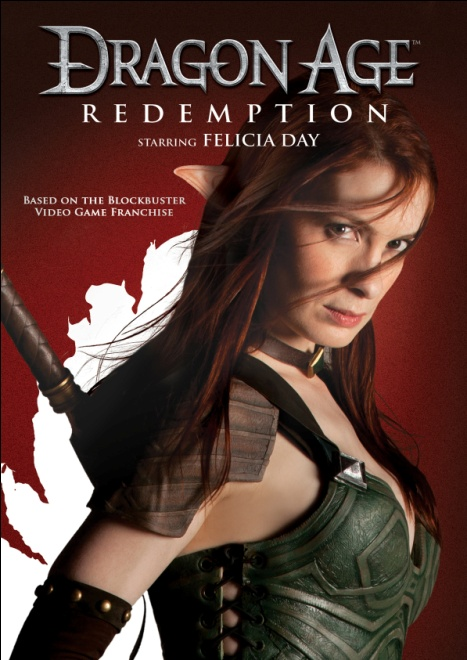 DRAGON AGE™
REDEMPTION
STARRING FELICIA DAY
BASED ON THE BLOCKBUSTER
VIDEO GAME FRANCHISE